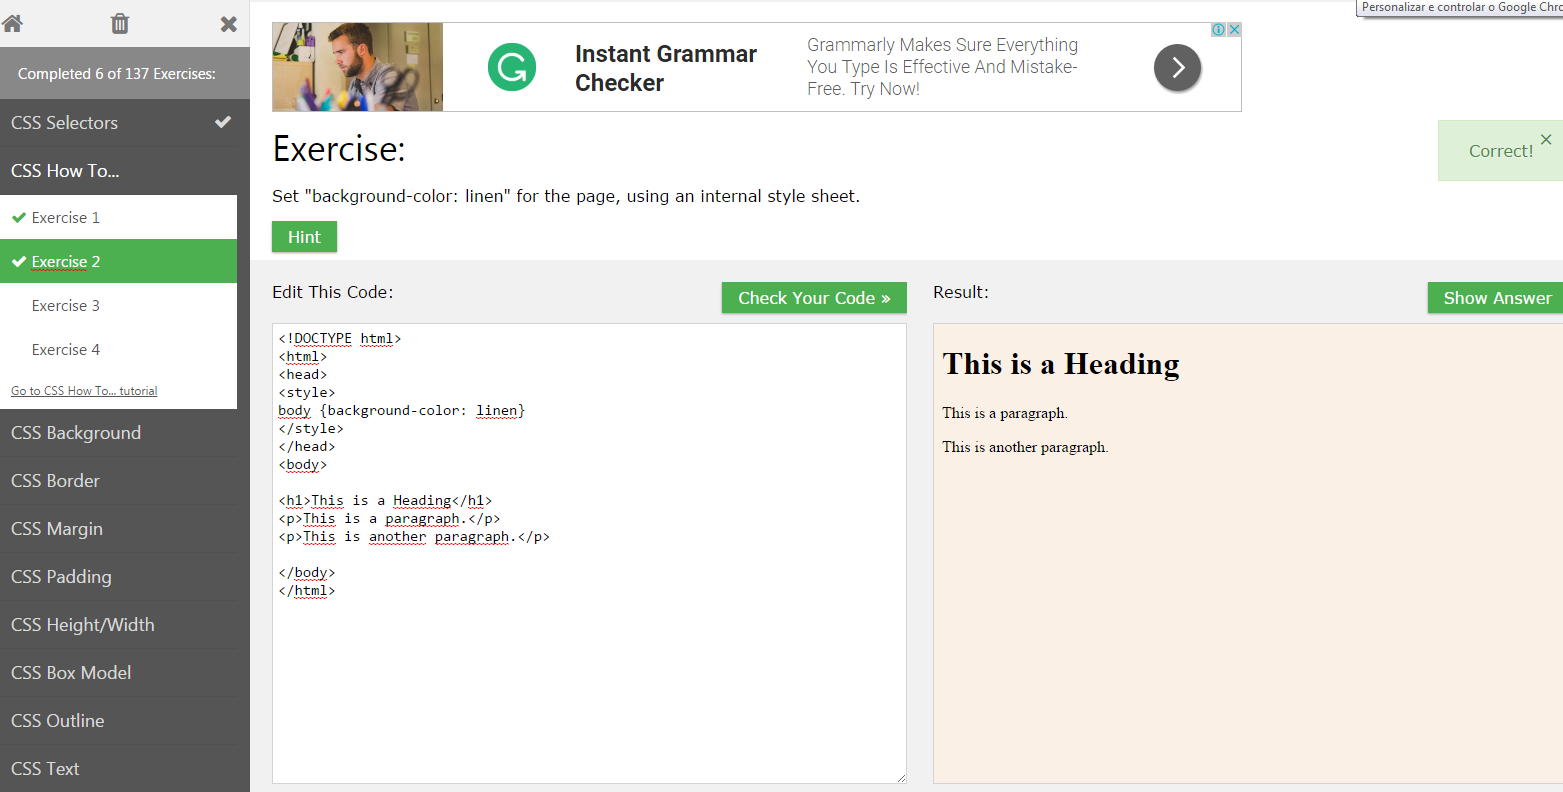 Personalizar e controlar o Google Chro
Completed 6 of 137 Exercises:
CSS Selectors
CSS How To...
Exercise 1
Exercise 2
Exercise 3
Exercise 4
Go to CSS How To... tutorial
CSS Background
CSS Border
CSS Margin
CSS Padding
CSS Height/Width
CSS Box Model
CSS Outline
CSS Text
Instant Grammar
Checker
Grammarly Makes Sure Everything
You Type Is Effective And Mistake-
Free. Try Now!
Exercise:
Correct!
Set "background-color: linen" for the page, using an internal style sheet.
Hint
Edit This Code:
Check Your Code »
<!DOCTYPE html>
<html>
<head>
<style>
body {background-color: linen}
</style>
</head>
<body>
<h1>This is a Heading</h1>
<p>This is a paragraph.</p>
<p>This is another paragraph.</p>
</body>
</html>
Result:
Show Answer
This is a Heading
This is a paragraph.
This is another paragraph.